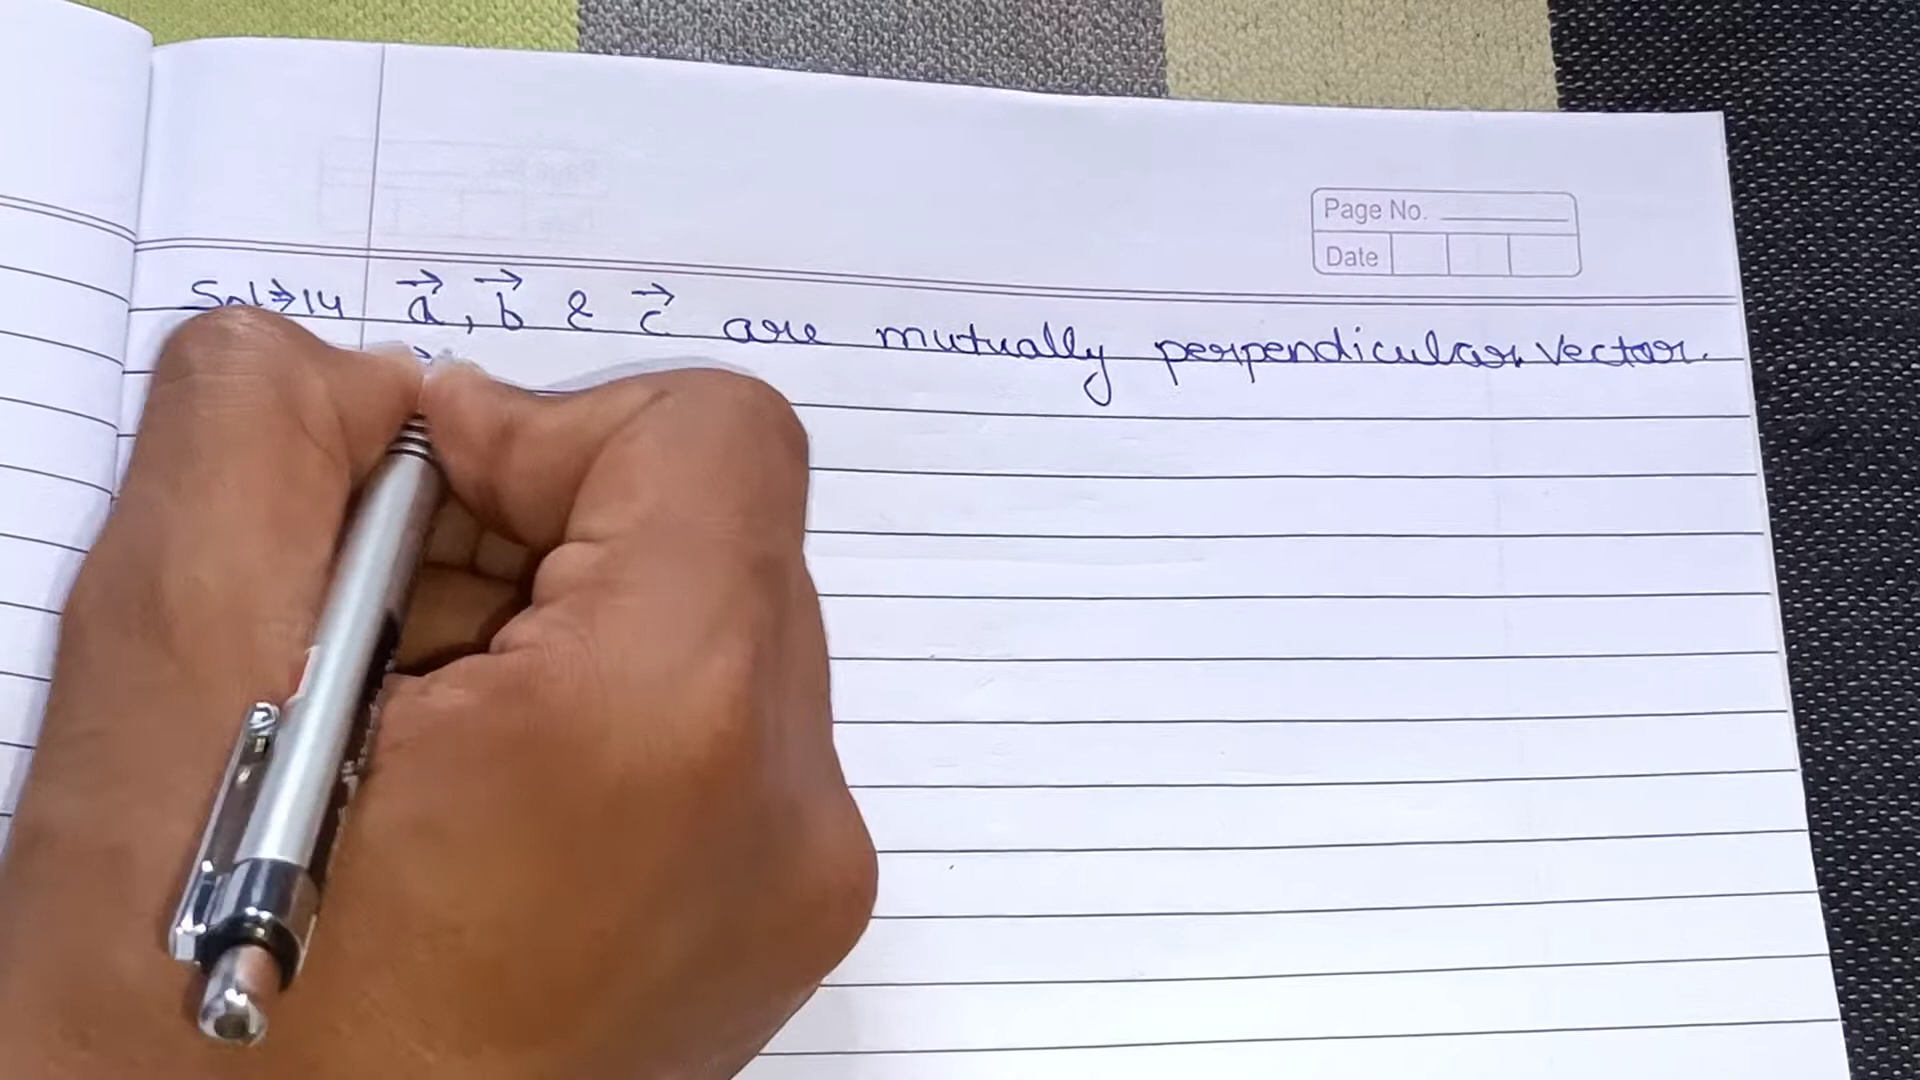 Page No.
Date
Sol⇒14 a⃗, b⃗ & c⃗ are mutually perpendicular vector.